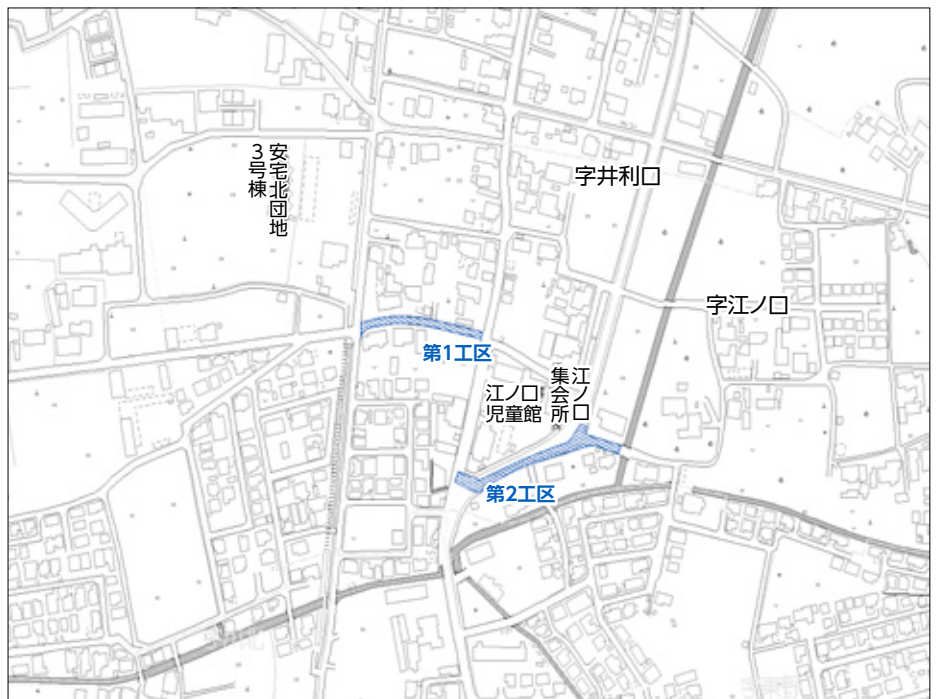 安宅北団地
3号棟
字井利口
字江ノ口
第1工区
江ノ口
集会所
江ノ口
児童館
第2工区